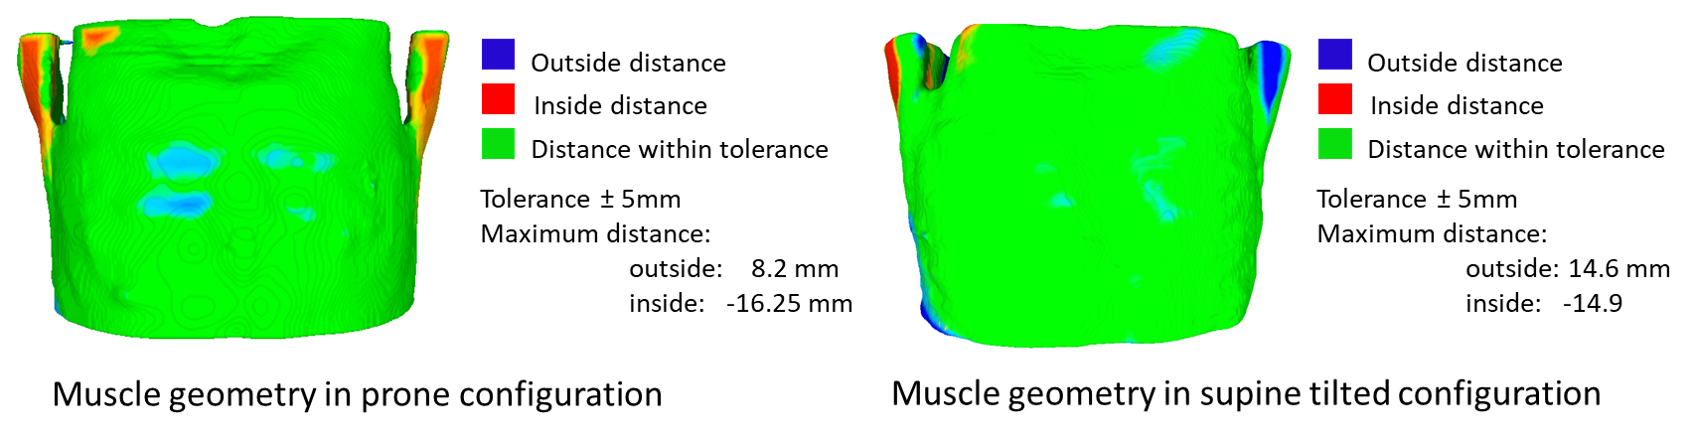 Outside distance
Inside distance
Distance within tolerance
Tolerance ± 5mm
Maximum distance:
outside: 8.2 mm
inside: -16.25 mm
Muscle geometry in prone configuration
Outside distance
Inside distance
Distance within tolerance
Tolerance ± 5mm
Maximum distance:
outside: 14.6 mm
inside: -14.9
Muscle geometry in supine tilted configuration